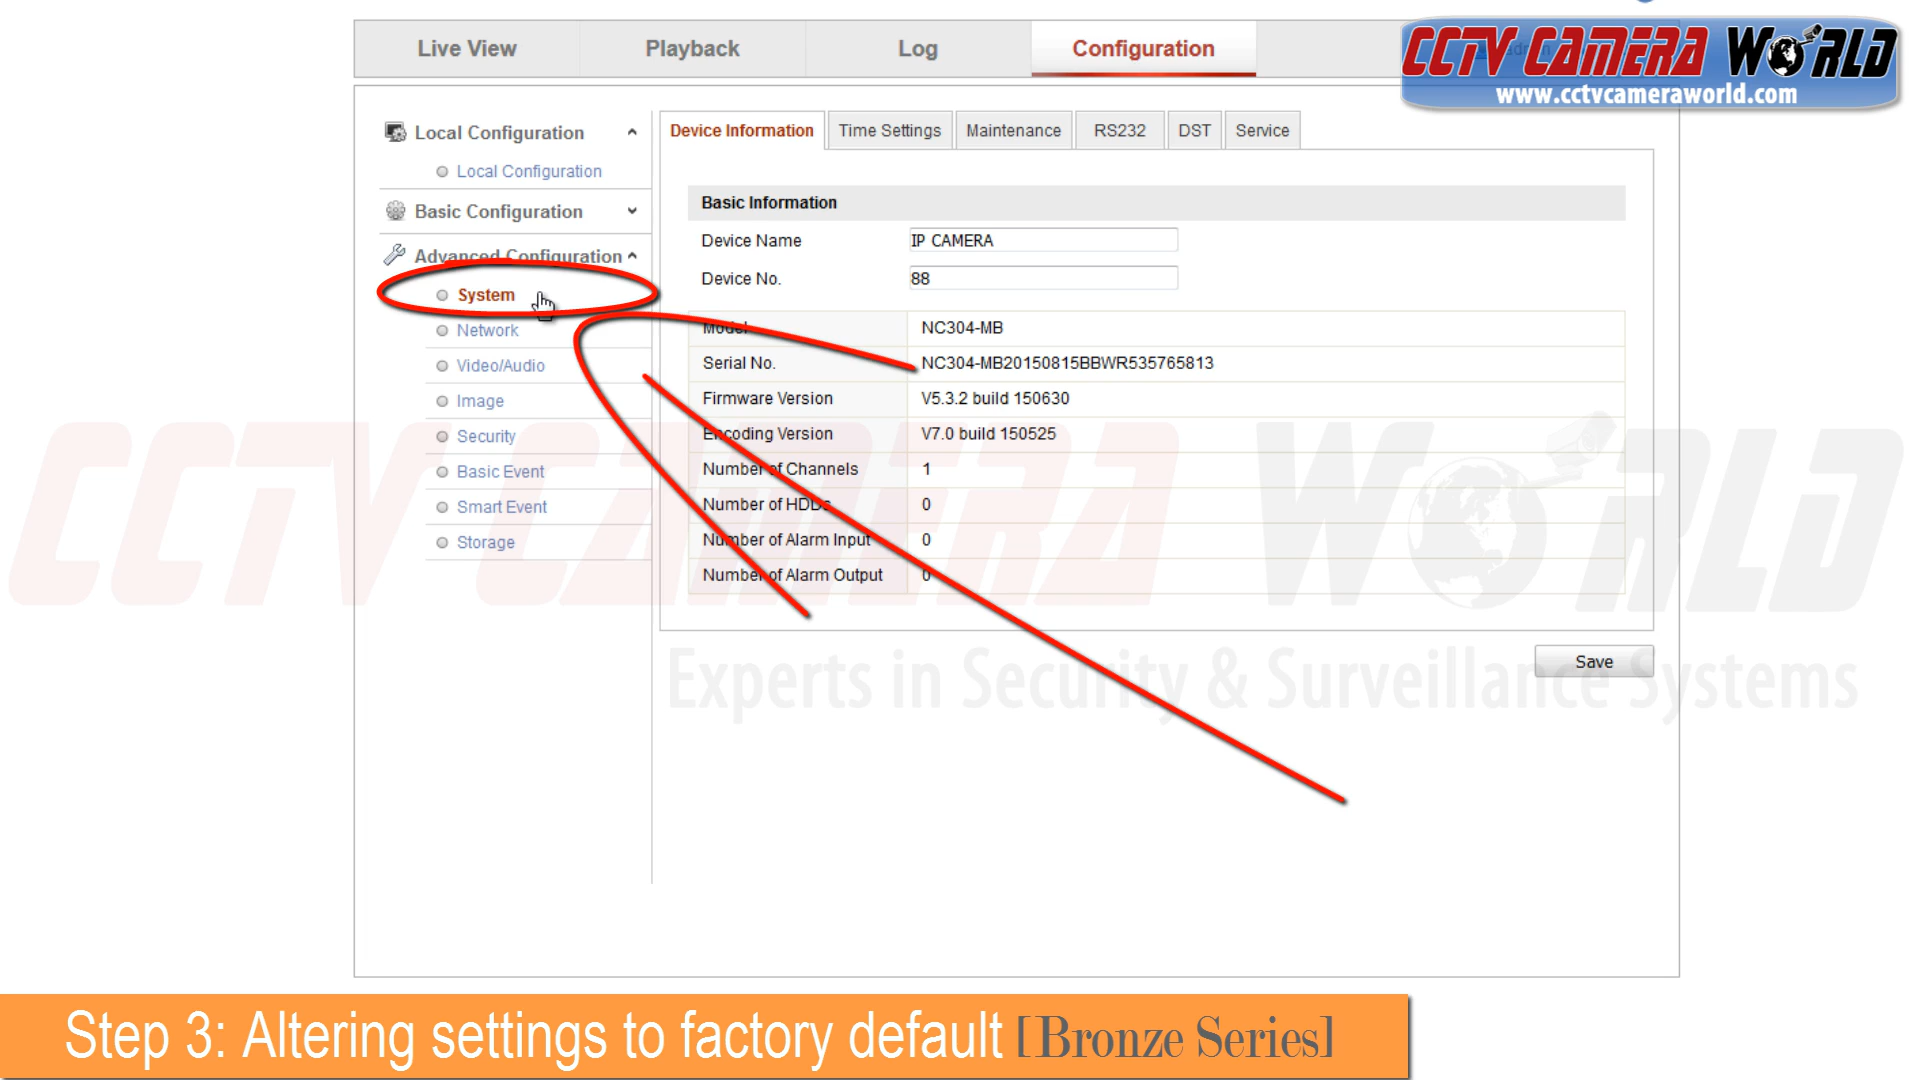 Live View Playback Log Configuration
CCTV CAMERA WORLD
www.cctvcameraworld.com
Local Configuration
Local Configuration
Basic Configuration
Advanced Configuration
System
Network
Video/Audio
Image
Security
Basic Event
Smart Event
Storage
Device Information Time Settings Maintenance RS232 DST Service
Basic Information
Device Name IP CAMERA
Device No. 88
Model NC304-MB
Serial No. NC304-MB20150815BBWR535765813
Firmware Version V5.3.2 build 150630
Encoding Version V7.0 build 150525
Number of Channels 1
Number of HDDs 0
Number of Alarm Input 0
Number of Alarm Output 0
CCTV CAMERA WORLD
Experts in Security & Surveillance Systems
Save
Step 3: Altering settings to factory default [Bronze Series]